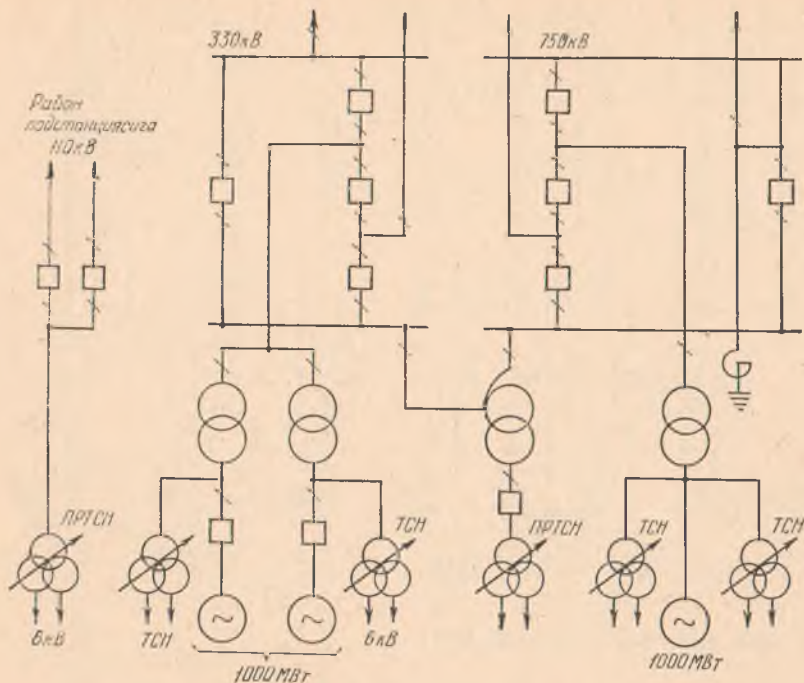 330кВ
750кВ
Район
подстанциясига
110кВ
ПРТСН
ТСН
ПРТСН
ТСН
ТСН
6кВ
ТСН
6кВ
1000МВт
1000МВт